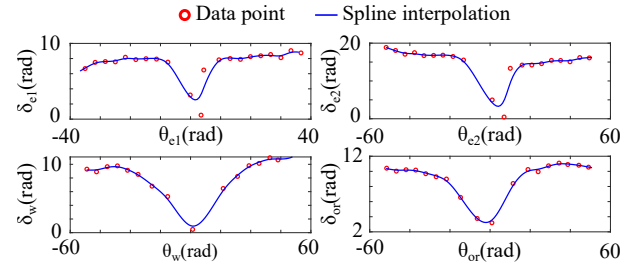 Data point Spline interpolation
10 20
δe1(rad) δe2(rad)
0 0
-40 θe1(rad) 40 -60 θe2(rad) 60
10 12
δw(rad) δor(rad)
0 2
-60 θw(rad) 60 -60 θor(rad) 60